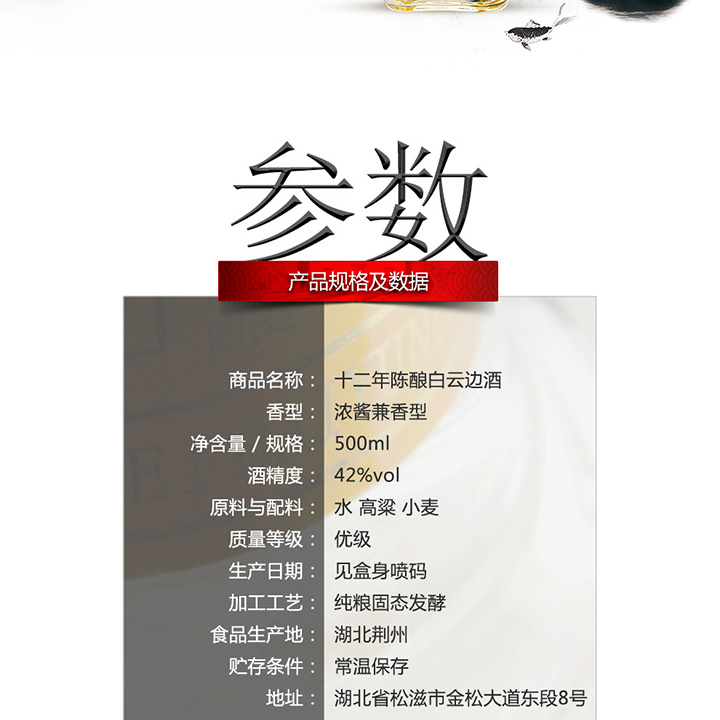 参数
产品规格及数据
商品名称： 十二年陈酿白云边酒
香型： 浓酱兼香型
净含量 / 规格： 500ml
酒精度： 42%vol
原料与配料： 水 高粱 小麦
质量等级： 优级
生产日期： 见盒身喷码
加工工艺： 纯粮固态发酵
食品生产地： 湖北荆州
贮存条件： 常温保存
地址： 湖北省松滋市金松大道东段8号